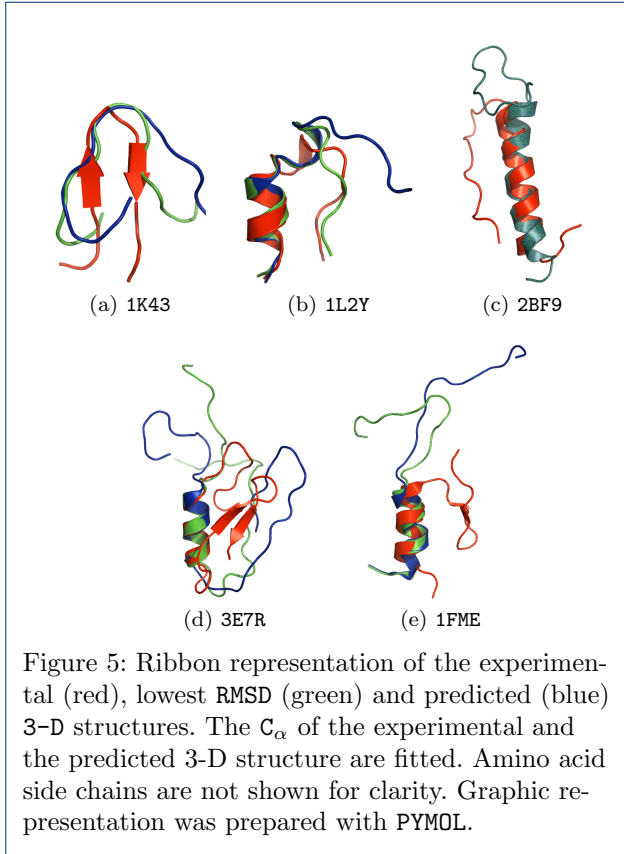 (a) 1K43
(b) 1L2Y
(c) 2BF9
(d) 3E7R
(e) 1FME
Figure 5: Ribbon representation of the experimen-
tal (red), lowest RMSD (green) and predicted (blue)
3-D structures. The Cα of the experimental and
the predicted 3-D structure are fitted. Amino acid
side chains are not shown for clarity. Graphic re-
presentation was prepared with PYMOL.